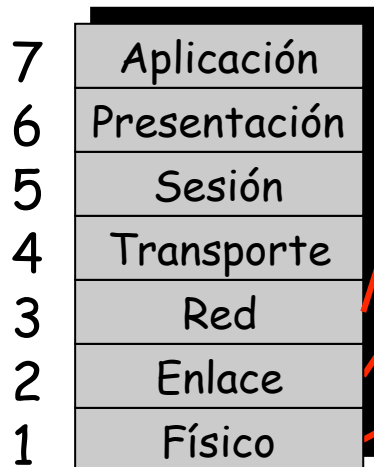 7 Aplicación
6 Presentación
5 Sesión
4 Transporte
3 Red
2 Enlace
1 Físico